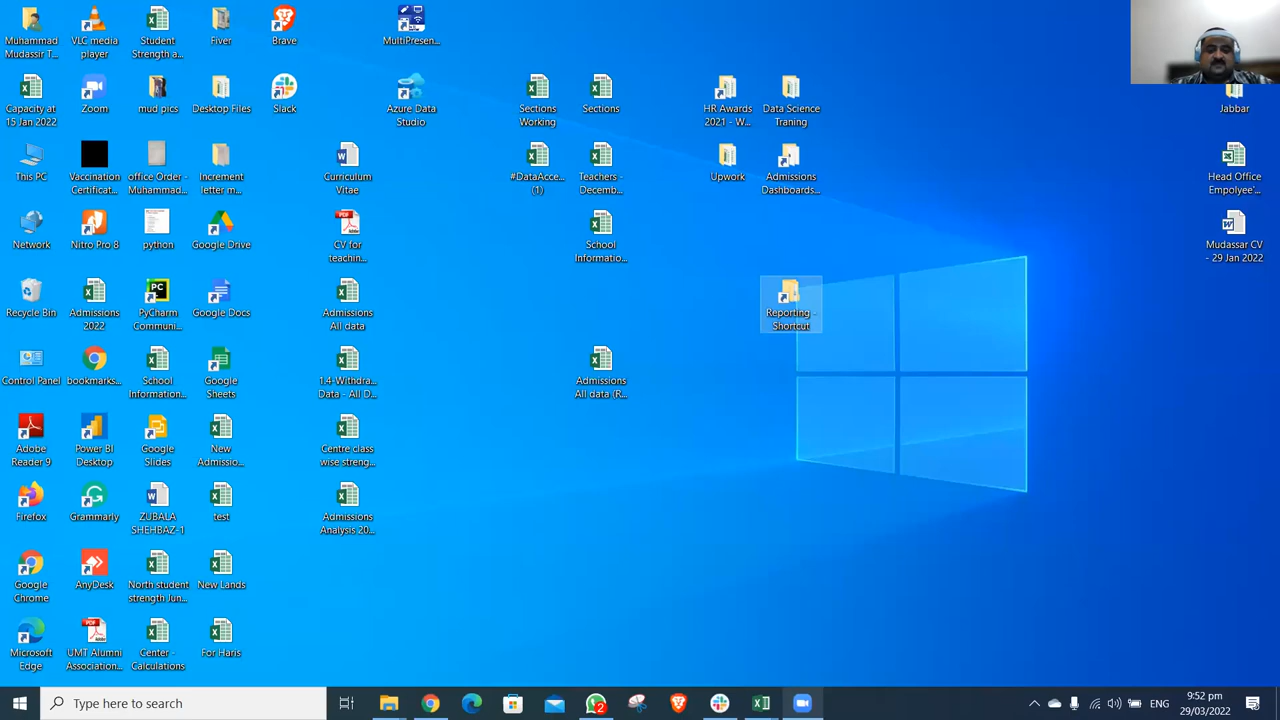 Muhammad
Mudassir T...
VLC media
player
Student
Strength a...
Fiver
Brave
MultiPresen...
Capacity at
15 Jan 2022
Zoom
mud pics
Desktop Files
Slack
Azure Data
Studio
Sections
Working
Sections
HR Awards
2021 - W...
Data Science
Traning
Jabbar
This PC
Vaccination
Certificat...
office Order -
Muhammad...
Increment
letter m...
Curriculum
Vitae
#DataAcce...
(1)
Teachers -
Decemb...
Upwork
Admissions
Dashboards...
Head Office
Empolyee'...
Network
Nitro Pro 8
python
Google Drive
CV for
teachin...
School
Informatio...
Mudassar CV
- 29 Jan 2022
Recycle Bin
Admissions
2022
PyCharm
Communi...
Google Docs
Admissions
All data
Reporting -
Shortcut
Control Panel
bookmarks...
School
Information...
Google
Sheets
1.4-Withdra...
Data - All D...
Admissions
All data (R...
Adobe
Reader 9
Power BI
Desktop
Google
Slides
New
Admissio...
Centre class
wise streng...
Firefox
Grammarly
ZUBALA
SHEHBAZ-1
test
Admissions
Analysis 20...
Google
Chrome
AnyDesk
North student
strength Jun...
New Lands
Microsoft
Edge
UMT Alumni
Association...
Center -
Calculations
For Haris
Type here to search
2
ENG
9:52 pm
29/03/2022